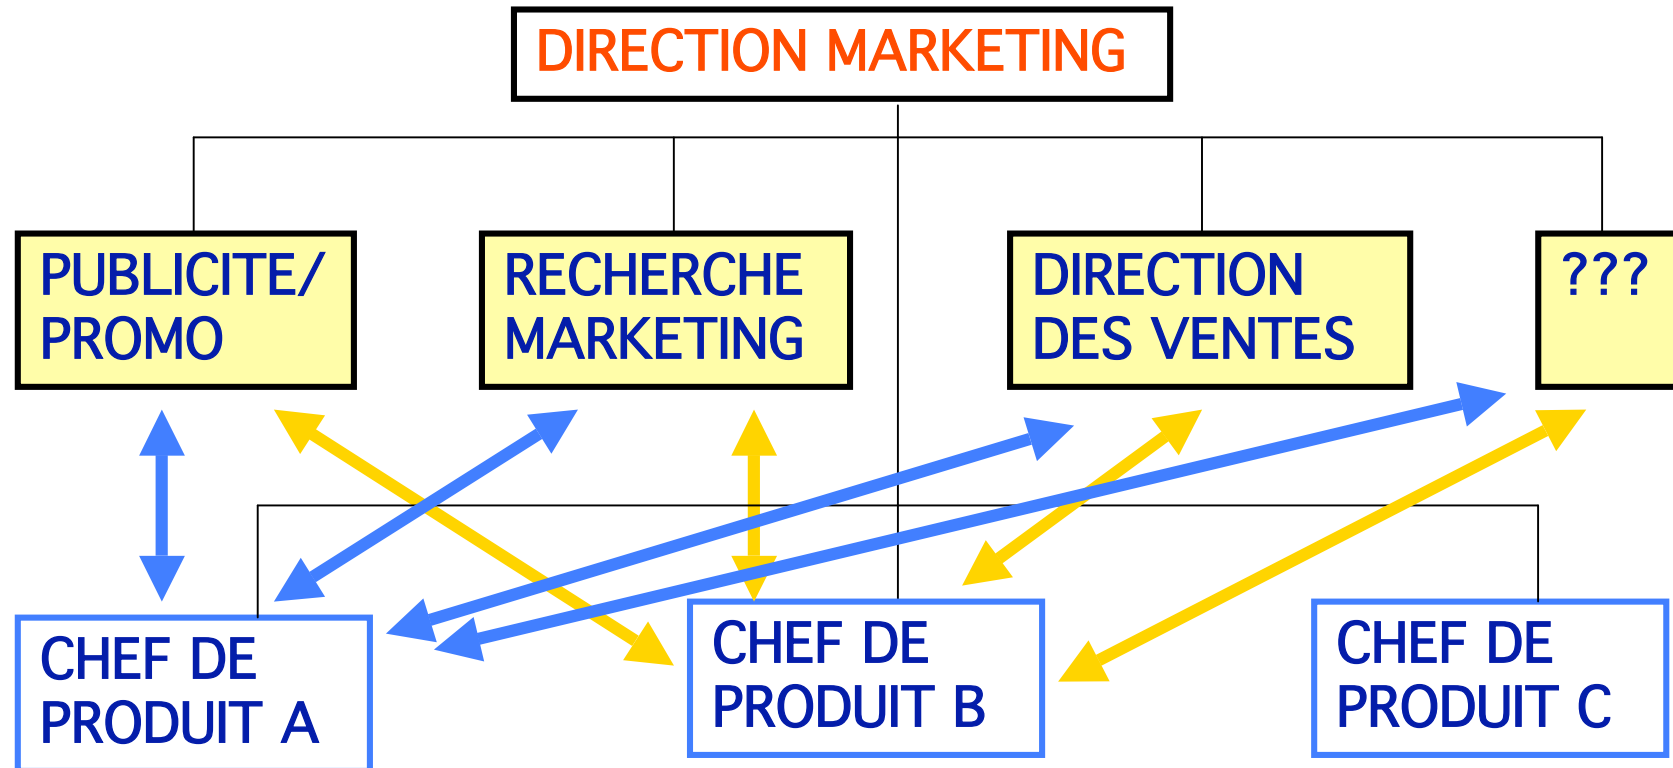 DIRECTION MARKETING
PUBLICITE/
PROMO
RECHERCHE
MARKETING
DIRECTION
DES VENTES
???
CHEF DE
PRODUIT A
CHEF DE
PRODUIT B
CHEF DE
PRODUIT C